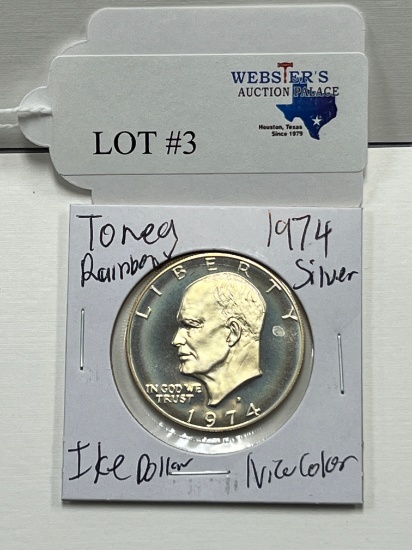 WEBSTER'S
AUCTION PALACE
Houston, Texas
Since 1979
LOT #3
Toned 1974
Rainbow Silver
LIBERTY
IN GOD WE
TRUST
S
1974
Ike Dollar Nice Color